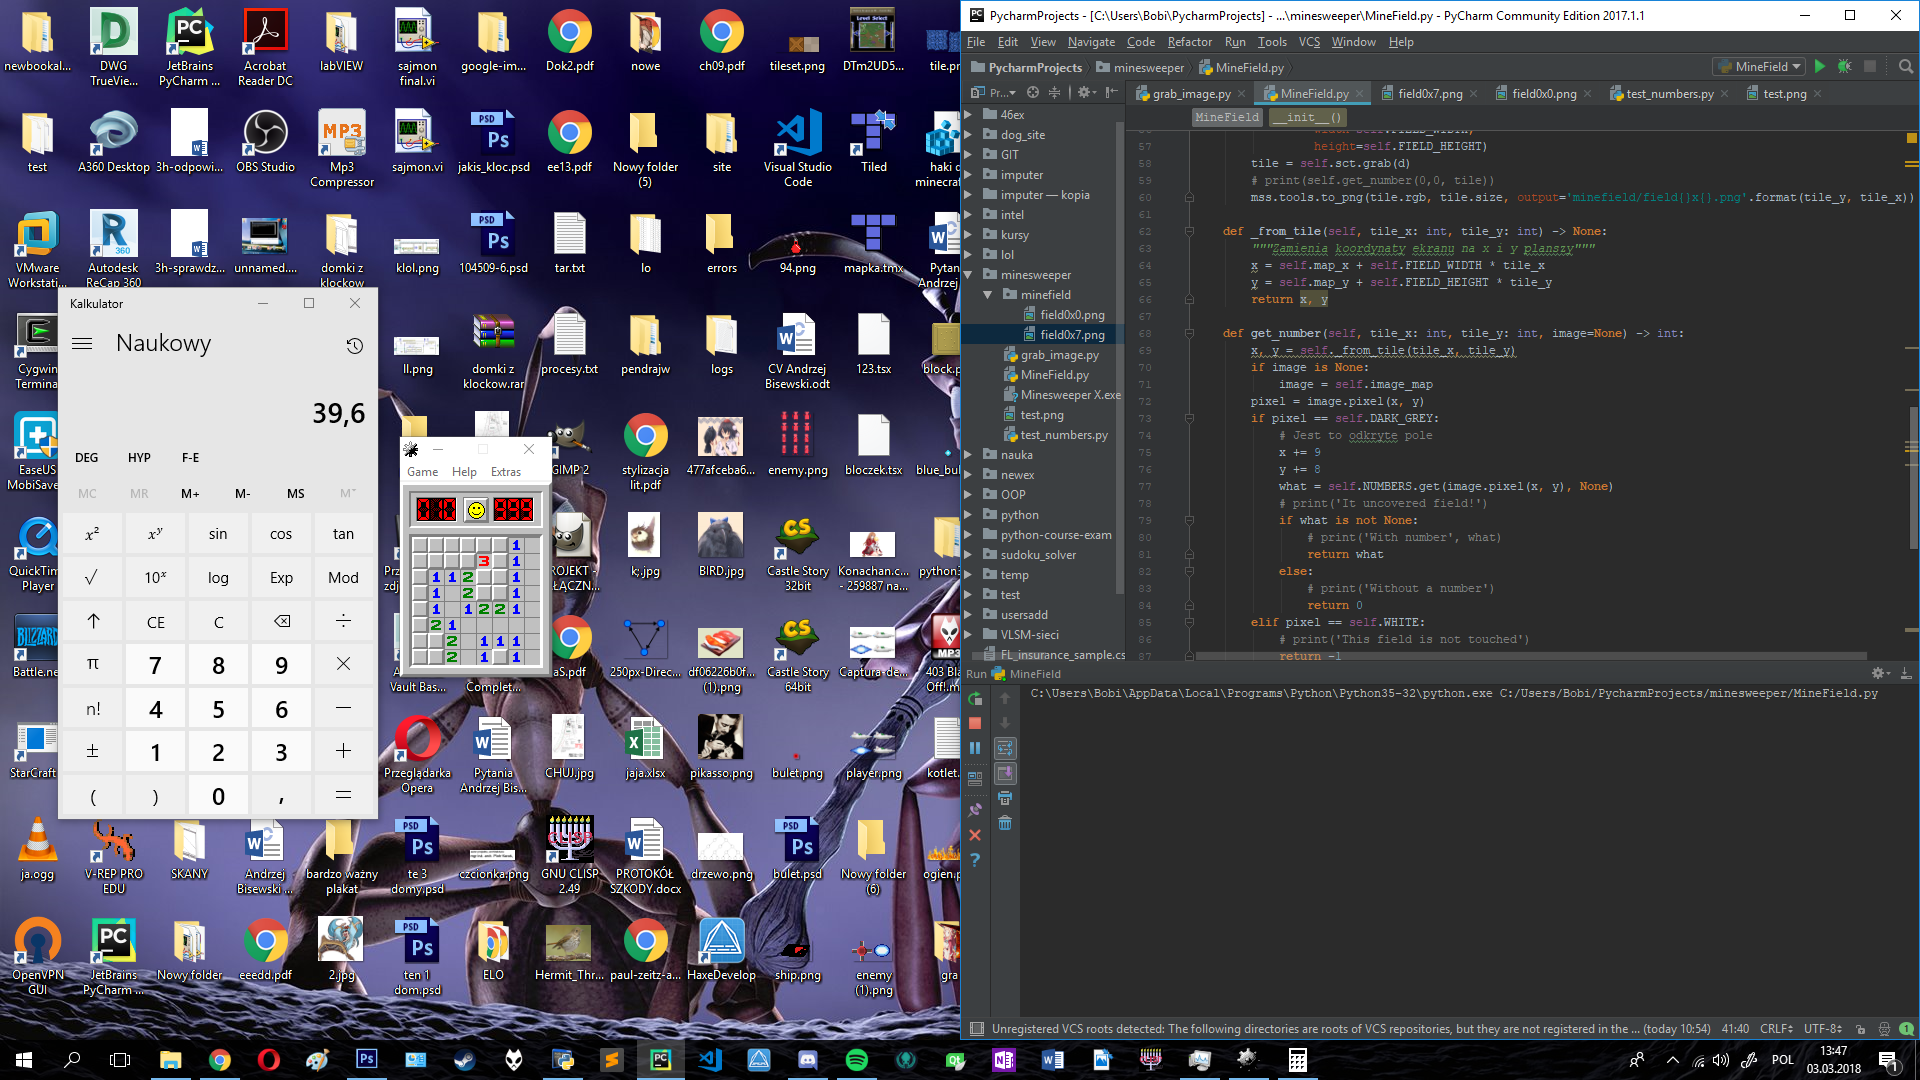 newbookal...
DWG TrueVie...
JetBrains PyCharm ...
Acrobat Reader DC
labVIEW
sajmon final.vi
google-im...
Dok2.pdf
nowe
ch09.pdf
tileset.png
DTm2UD5...
tile.pn
test
A360 Desktop
3h-odpowi...
OBS Studio
Mp3 Compressor
sajmon.vi
jakis_kloc.psd
ee13.pdf
Nowy folder (5)
site
Visual Studio Code
Tiled
haki d minecraf
VMware Workstati...
Autodesk ReCap 360
3h-sprawdz...
unnamed....
domki z klockow
klol.png
104509-6.psd
tar.txt
lo
errors
94.png
mapka.tmx
Pytan Andrzej
Cygwin Termina
ll.png
domki z klockow.rar
procesy.txt
pendrajw
logs
CV Andrzej Bisewski.odt
123.tsx
block.p
EaseUS MobiSave
GIMP 2
stylizacja lit.pdf
477afceba6...
enemy.png
bloczek.tsx
blue_bul
QuickTim Player
k;.jpg
BIRD.jpg
Castle Story 32bit
Konachan.c... - 259887 na...
python3
Battle.ne
Vault Bas...
Complet...
aS.pdf
250px-Direc...
df06226b0f... (1).png
Castle Story 64bit
Captura-de...
403 Bla Off!.m
StarCraft
Przeglądarka Opera
Pytania Andrzej Bis...
CHUJ.jpg
jaja.xlsx
pikasso.png
bulet.png
player.png
kotlet.
ja.ogg
V-REP PRO EDU
SKANY
Andrzej Bisewski ...
bardzo ważny plakat
te 3 domy.psd
czcionka.png
GNU CLISP 2.49
PROTOKÓŁ SZKODY.docx
drzewo.png
bulet.psd
Nowy folder (6)
ogien.p
OpenVPN GUI
JetBrains PyCharm ...
Nowy folder
eeedd.pdf
2.jpg
ten 1 dom.psd
ELO
Hermit_Thr...
paul-zeitz-a...
HaxeDevelop
ship.png
enemy (1).png
gra
Kalkulator
Naukowy
39,6
DEG HYP F-E
MC MR M+ M- MS M˅
x² xʸ sin cos tan
√ 10ˣ log Exp Mod
↑ CE C ⌫ ÷
π 7 8 9 ×
n! 4 5 6 −
± 1 2 3 +
( ) 0 , =
Game Help Extras
010 999
1
3 1
1 1 2 1
1 2 1
1 1 2 2 1
2 1
2 1 1 1
2 1 1
PycharmProjects - [C:\Users\Bobi\PycharmProjects] - ...\minesweeper\MineField.py - PyCharm Community Edition 2017.1.1
File Edit View Navigate Code Refactor Run Tools VCS Window Help
PycharmProjects minesweeper MineField.py
MineField
Pr...
grab_image.py MineField.py field0x7.png field0x0.png test_numbers.py test.png
46ex
dog_site
GIT
imputer
imputer — kopia
intel
kursy
lol
minesweeper
minefield
field0x0.png
field0x7.png
grab_image.py
MineField.py
Minesweeper X.exe
test.png
test_numbers.py
nauka
newex
OOP
python
python-course-exam
sudoku_solver
temp
test
usersadd
VLSM-sieci
FL_insurance_sample.cs
MineField __init__()
57 height=self.FIELD_HEIGHT)
58 tile = self.sct.grab(d)
59 # print(self.get_number(0,0, tile))
60 mss.tools.to_png(tile.rgb, tile.size, output='minefield/field{}x{}.png'.format(tile_y, tile_x))
61
62 def _from_tile(self, tile_x: int, tile_y: int) -> None:
63 """Zamienia koordynaty ekranu na x i y planszy"""
64 x = self.map_x + self.FIELD_WIDTH * tile_x
65 y = self.map_y + self.FIELD_HEIGHT * tile_y
66 return x, y
67
68 def get_number(self, tile_x: int, tile_y: int, image=None) -> int:
69 x, y = self._from_tile(tile_x, tile_y)
70 if image is None:
71 image = self.image_map
72 pixel = image.pixel(x, y)
73 if pixel == self.DARK_GREY:
74 # Jest to odkryte pole
75 x += 9
76 y += 8
77 what = self.NUMBERS.get(image.pixel(x, y), None)
78 # print('It uncovered field!')
79 if what is not None:
80 # print('With number', what)
81 return what
82 else:
83 # print('Without a number')
84 return 0
85 elif pixel == self.WHITE:
86 # print('This field is not touched')
87 return -1
Run MineField
C:\Users\Bobi\AppData\Local\Programs\Python\Python35-32\python.exe C:/Users/Bobi/PycharmProjects/minesweeper/MineField.py
Unregistered VCS roots detected: The following directories are roots of VCS repositories, but they are not registered in the ... (today 10:54) 41:40 CRLF UTF-8 1
POL
13:47
03.03.2018
1